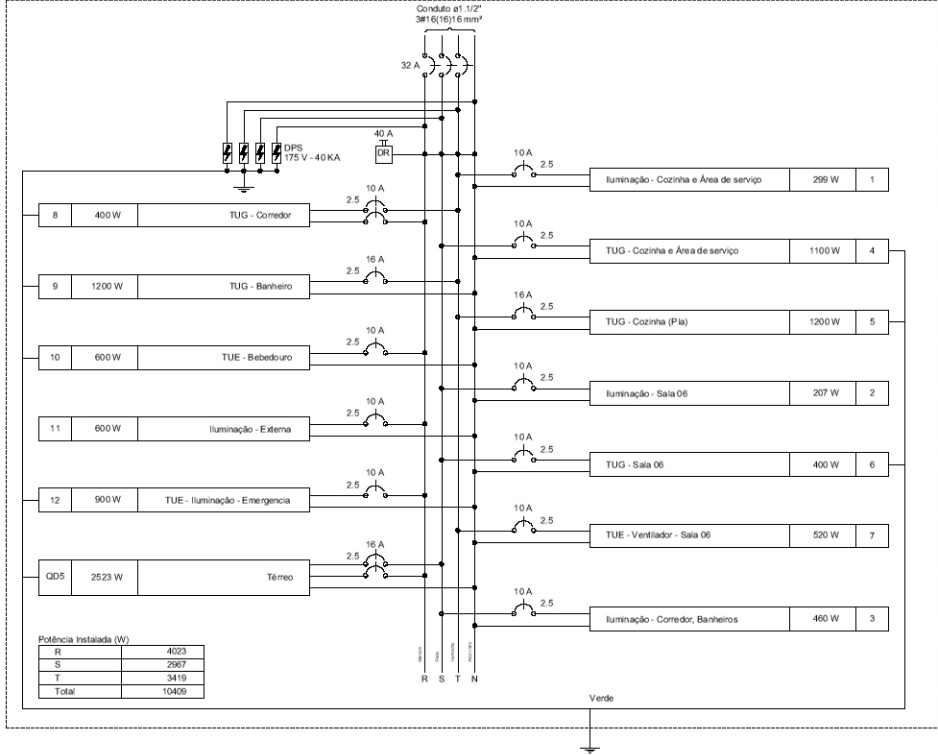 Conduto ø1.1/2"
3#16(16)16 mm²
32 A
DPS
175 V - 40 KA
40 A
DR
10 A
2.5
Iluminação - Cozinha e Área de serviço 299 W 1
10 A
2.5
8 400 W TUG - Corredor
10 A
2.5
TUG - Cozinha e Área de serviço 1100 W 4
16 A
2.5
9 1200 W TUG - Banheiro
16 A
2.5
TUG - Cozinha (Pia) 1200 W 5
10 A
2.5
10 600 W TUE - Bebedouro
10 A
2.5
Iluminação - Sala 06 207 W 2
10 A
2.5
11 600 W Iluminação - Externa
10 A
2.5
TUG - Sala 06 400 W 6
10 A
2.5
12 900 W TUE - Iluminação - Emergencia
10 A
2.5
TUE - Ventilador - Sala 06 520 W 7
16 A
2.5
QD5 2523 W Térreo
10 A
2.5
Iluminação - Corredor, Banheiros 460 W 3
Potência Instalada (W)
R 4023
S 2967
T 3419
Total 10409
R S T N
Verde